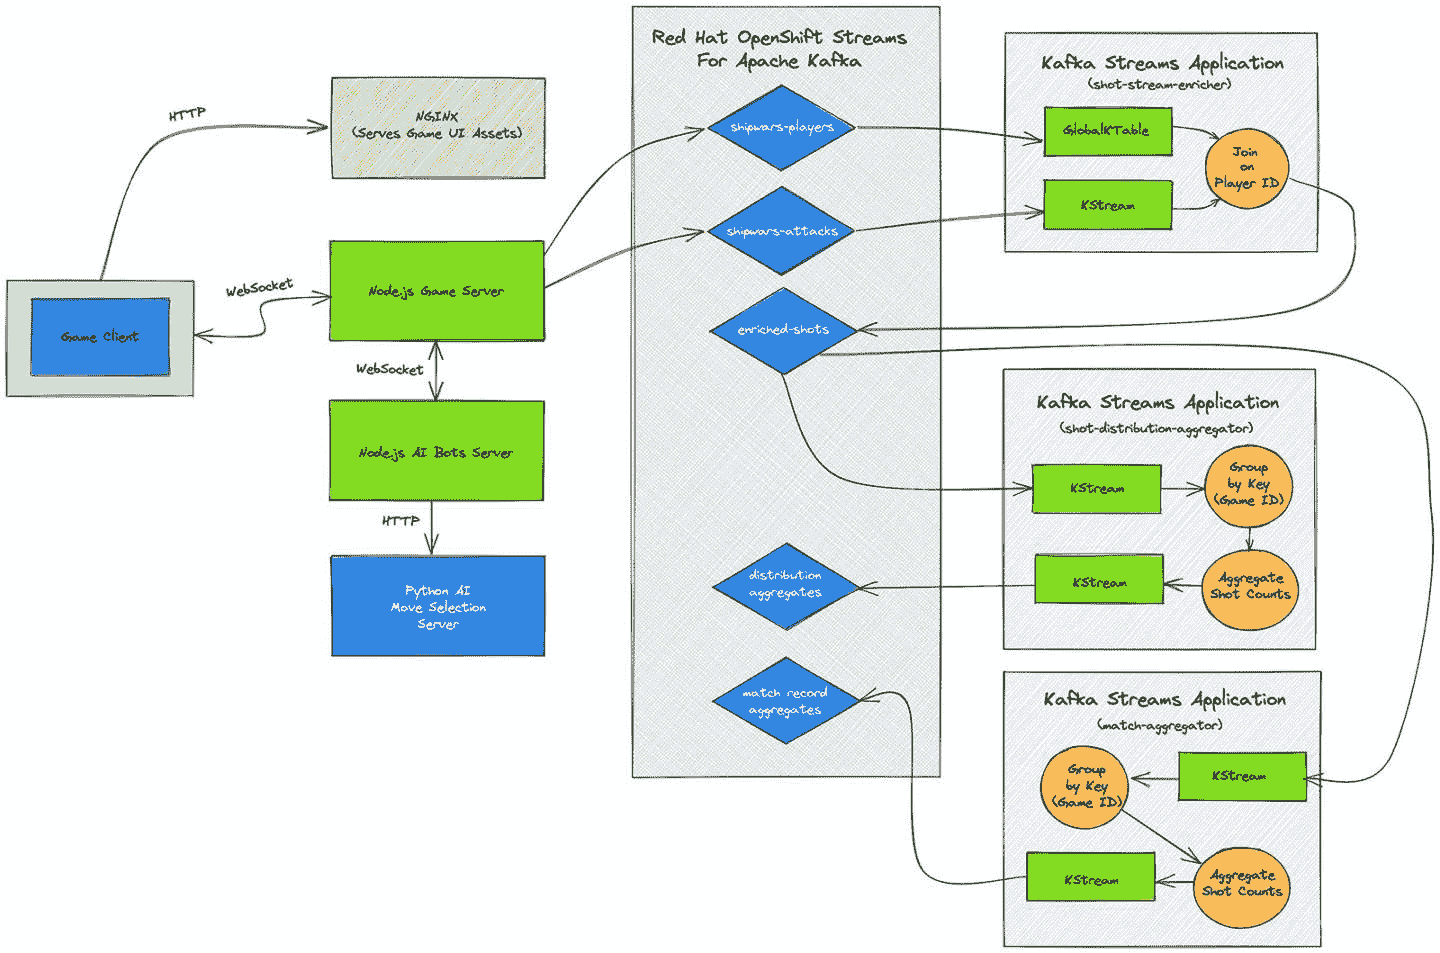 HTTP
NGINX
(Serves Game UI Assets)
WebSocket
Game Client
Node.js Game Server
WebSocket
Node.js AI Bots Server
HTTP
Python AI
Move Selection
Server
Red Hat OpenShift Streams
For Apache Kafka
shipwars-players
shipwars-attacks
enriched-shots
distribution
aggregates
match record
aggregates
Kafka Streams Application
(shot-stream-enricher)
GlobalKTable
KStream
Join
on
Player ID
Kafka Streams Application
(shot-distribution-aggregator)
KStream
Group
by Key
(Game ID)
KStream
Aggregate
Shot Counts
Kafka Streams Application
(match-aggregator)
Group
by Key
(Game ID)
KStream
KStream
Aggregate
Shot Counts